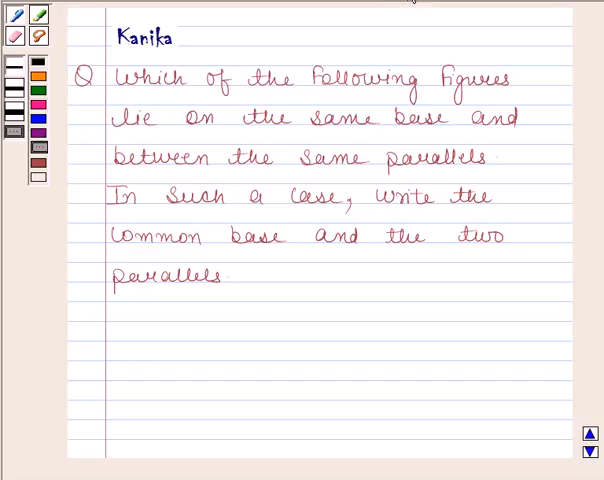 Kanika
Q Which of the following figures
lie on the same base and
between the same parallels.
In such a case, write the
common base and the two
parallels.